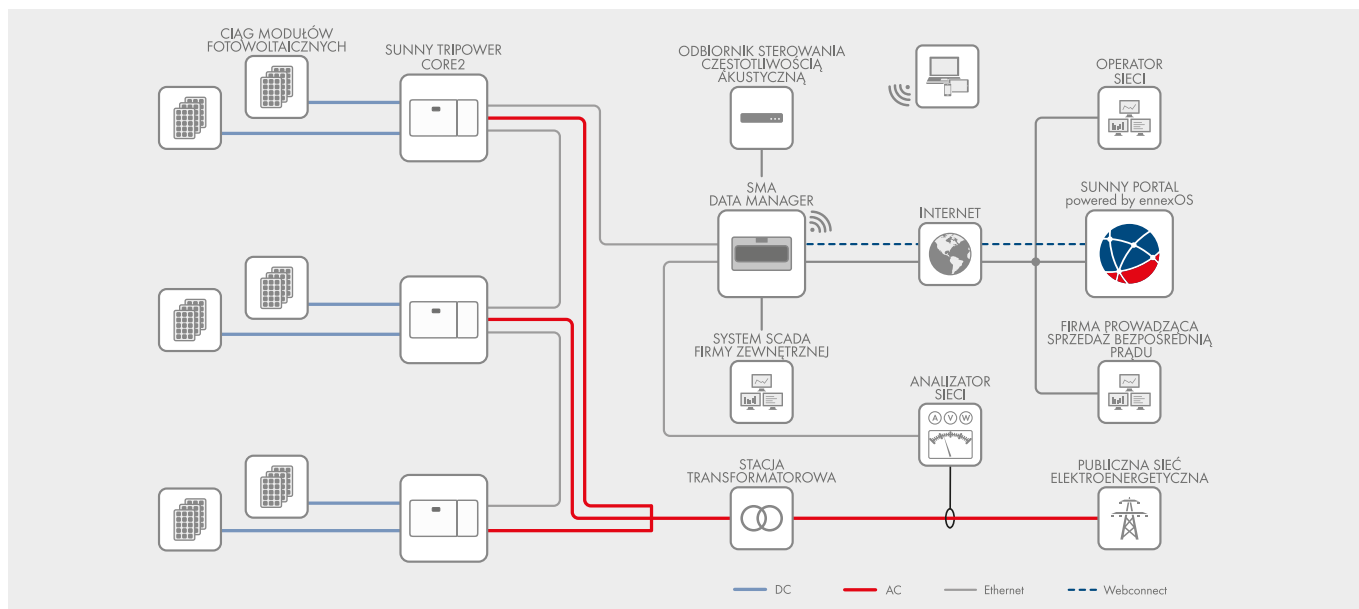 CIĄG MODUŁÓW
FOTOWOLTAICZNYCH
SUNNY TRIPOWER
CORE2
ODBIORNIK STEROWANIA
CZĘSTOTLIWOŚCIĄ
AKUSTYCZNĄ
OPERATOR
SIECI
SMA
DATA MANAGER
INTERNET
SUNNY PORTAL
powered by ennexOS
SYSTEM SCADA
FIRMY ZEWNĘTRZNEJ
FIRMA PROWADZĄCA
SPRZEDAŻ BEZPOŚREDNIĄ
PRĄDU
ANALIZATOR
SIECI
A V W
STACJA
TRANSFORMATOROWA
PUBLICZNA SIEĆ
ELEKTROENERGETYCZNA
DC
AC
Ethernet
Webconnect